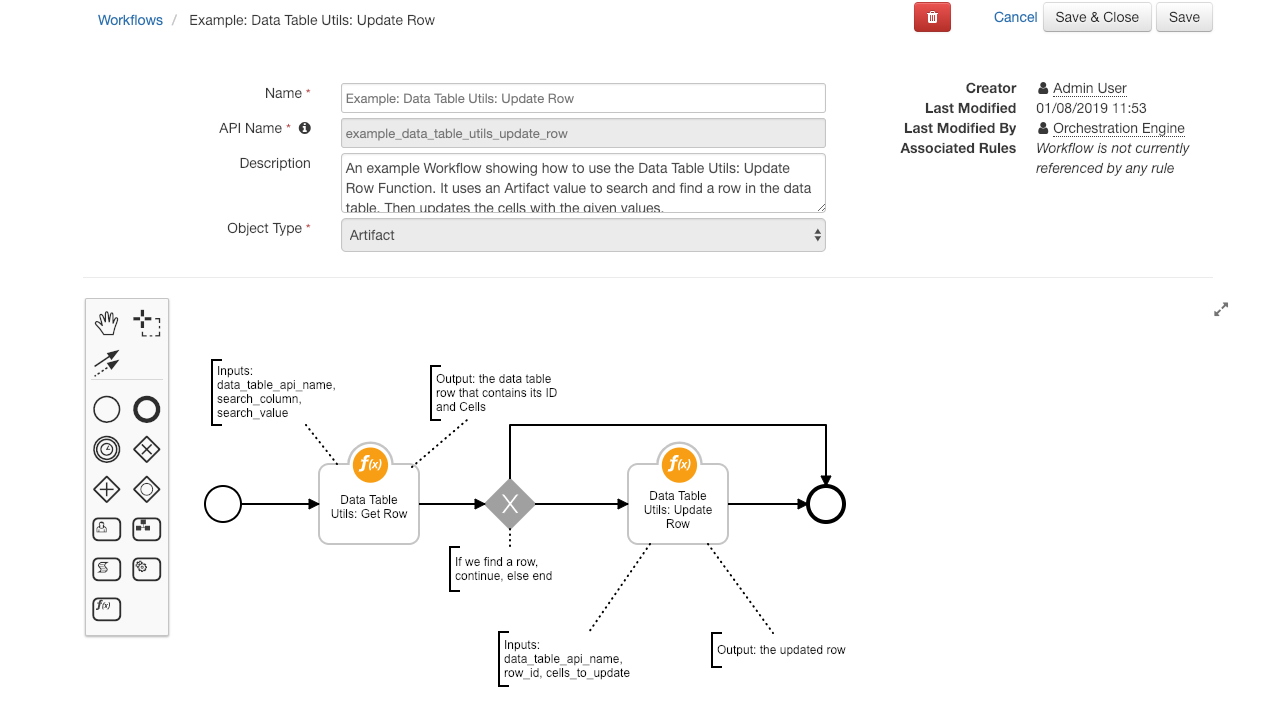 Workflows / Example: Data Table Utils: Update Row
Cancel
Save & Close
Save
Name *
Example: Data Table Utils: Update Row
API Name *
example_data_table_utils_update_row
Description
An example Workflow showing how to use the Data Table Utils: Update
Row Function. It uses an Artifact value to search and find a row in the data
table. Then updates the cells with the given values.
Object Type *
Artifact
Creator
Admin User
Last Modified
01/08/2019 11:53
Last Modified By
Orchestration Engine
Associated Rules
Workflow is not currently
referenced by any rule
f(x)
Inputs:
data_table_api_name,
search_column,
search_value
Output: the data table
row that contains its ID
and Cells
f(x)
Data Table
Utils: Get Row
X
If we find a row,
continue, else end
f(x)
Data Table
Utils: Update
Row
Inputs:
data_table_api_name,
row_id, cells_to_update
Output: the updated row